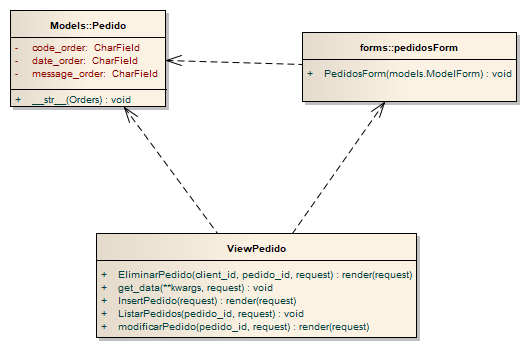 Models::Pedido
- code_order: CharField
- date_order: CharField
- message_order: CharField
+ __str__(Orders) : void
forms::pedidosForm
+ PedidosForm(models.ModelForm) : void
ViewPedido
+ EliminarPedido(client_id, pedido_id, request) : render(request)
+ get_data(**kwargs, request) : void
+ InsertPedido(request) : render(request)
+ ListarPedidos(pedido_id, request) : void
+ modificarPedido(pedido_id, request) : render(request)